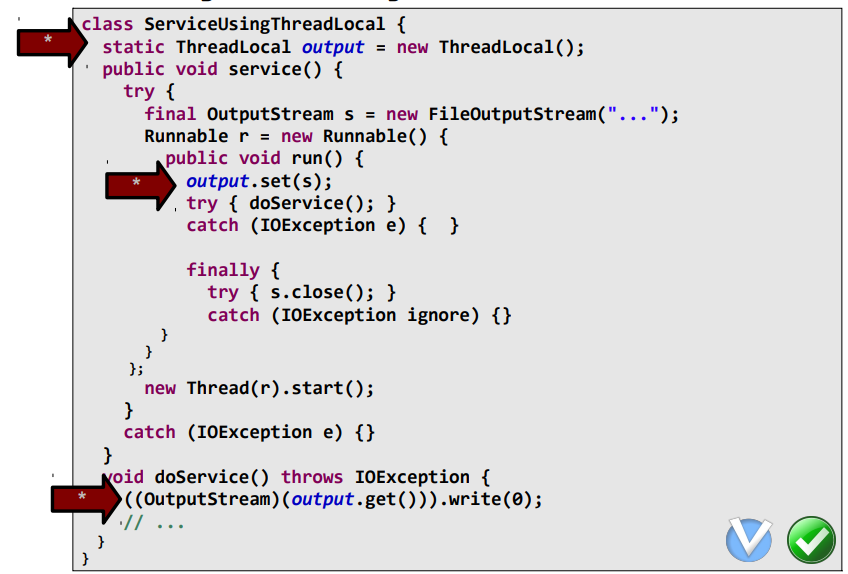 class ServiceUsingThreadLocal {
* static ThreadLocal output = new ThreadLocal();
public void service() {
try {
final OutputStream s = new FileOutputStream("...");
Runnable r = new Runnable() {
public void run() {
* output.set(s);
try { doService(); }
catch (IOException e) { }
finally {
try { s.close(); }
catch (IOException ignore) {}
}
}
};
new Thread(r).start();
}
catch (IOException e) {}
}
void doService() throws IOException {
* ((OutputStream)(output.get())).write(0);
// ...
}
}